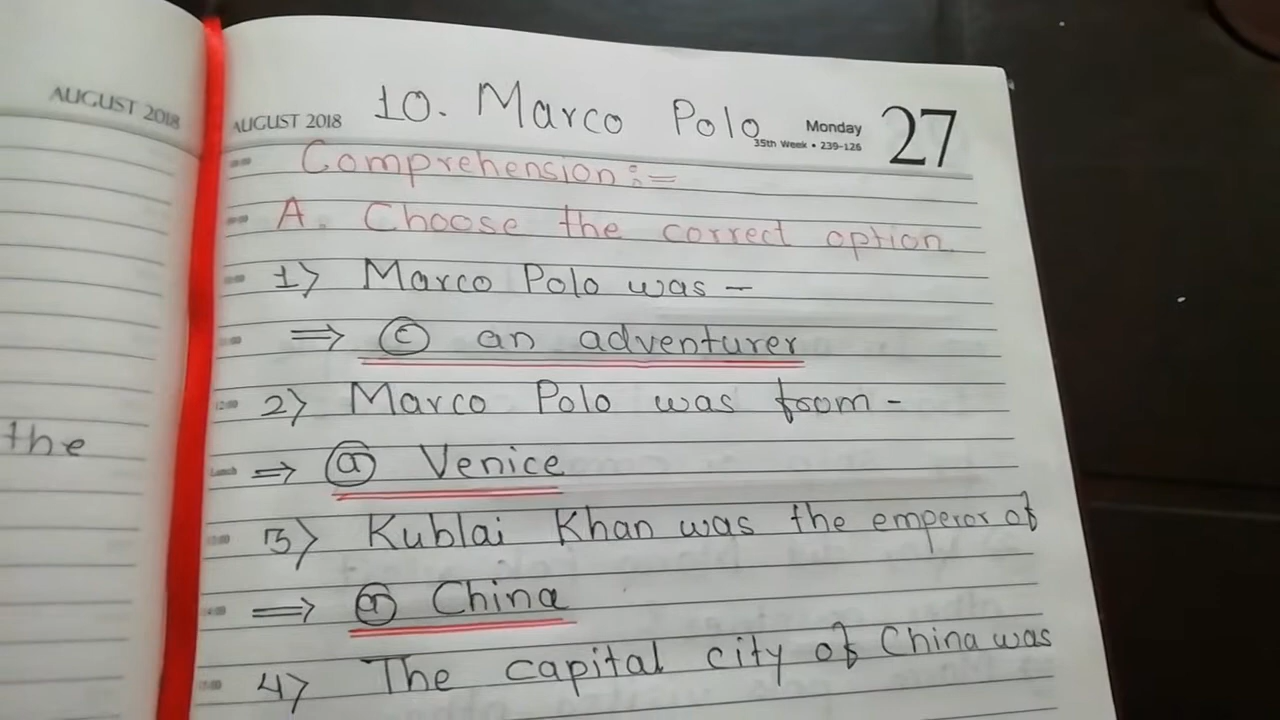 AUGUST 2018
the
AUGUST 2018 10. Marco Polo Monday 27
35th Week • 239-126
Comprehension :=
A. Choose the correct option.
1) Marco Polo was -
⇒ (c) an adventurer
2) Marco Polo was from -
⇒ (a) Venice
3) Kublai Khan was the emperor of
⇒ (a) China
4) The capital city of China was